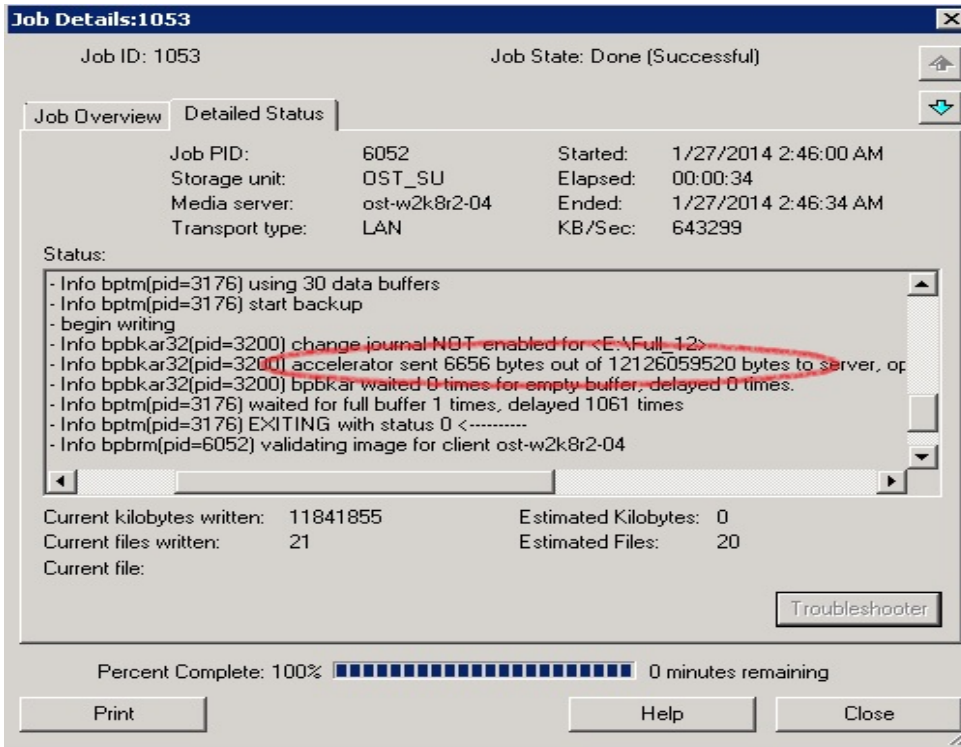 Job Details:1053
Job ID: 1053 Job State: Done (Successful)
Job Overview Detailed Status
Job PID: 6052 Started: 1/27/2014 2:46:00 AM
Storage unit: OST_SU Elapsed: 00:00:34
Media server: ost-w2k8r2-04 Ended: 1/27/2014 2:46:34 AM
Transport type: LAN KB/Sec: 643299
Status:
- Info bptm(pid=3176) using 30 data buffers
- Info bptm(pid=3176) start backup
- begin writing
- Info bpbkar32(pid=3200) change journal NOT enabled for <E:\Full_12>
- Info bpbkar32(pid=3200) accelerator sent 6656 bytes out of 12126059520 bytes to server, op
- Info bpbkar32(pid=3200) bpbkar waited 0 times for empty buffer, delayed 0 times.
- Info bptm(pid=3176) waited for full buffer 1 times, delayed 1061 times
- Info bptm(pid=3176) EXITING with status 0 <----------
- Info bpbrm(pid=6052) validating image for client ost-w2k8r2-04
Current kilobytes written: 11841855 Estimated Kilobytes: 0
Current files written: 21 Estimated Files: 20
Current file:
Troubleshooter
Percent Complete: 100% 0 minutes remaining
Print Help Close